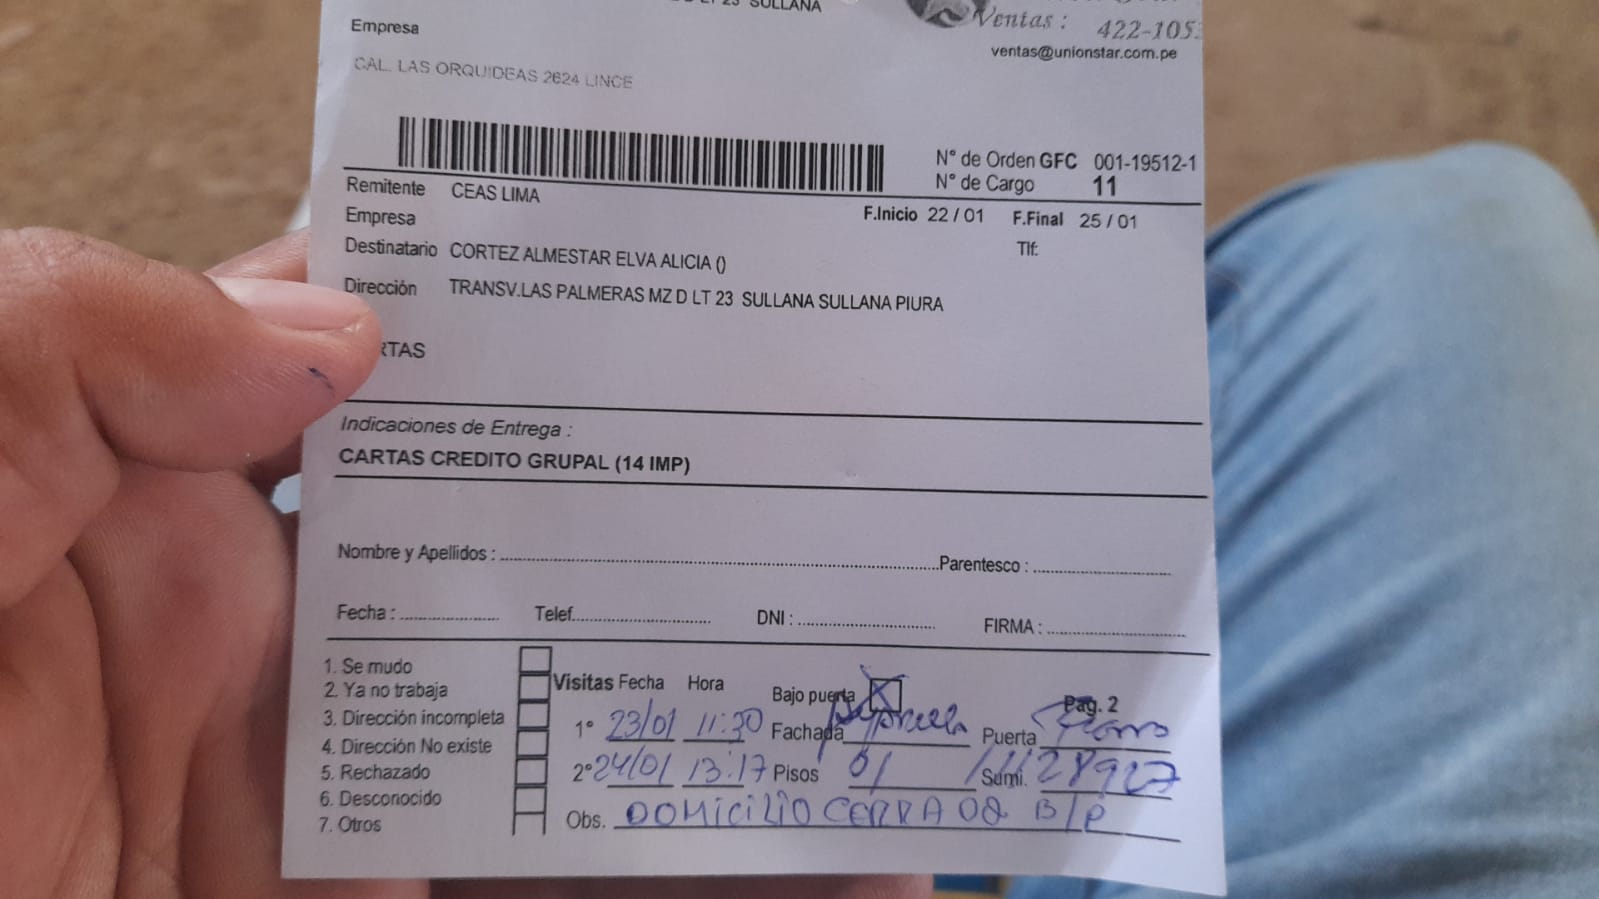 LT 23 SULLANA
Empresa
Ventas : 422-105
ventas@unionstar.com.pe
CAL. LAS ORQUIDEAS 2624 LINCE
N° de Orden GFC 001-19512-1
N° de Cargo 11
Remitente CEAS LIMA
Empresa F.Inicio 22 / 01 F.Final 25 / 01
Destinatario CORTEZ ALMESTAR ELVA ALICIA () Tlf:
Dirección TRANSV.LAS PALMERAS MZ D LT 23 SULLANA SULLANA PIURA
RTAS
Indicaciones de Entrega :
CARTAS CREDITO GRUPAL (14 IMP)
Nombre y Apellidos : Parentesco :
Fecha : Telef. DNI : FIRMA :
1. Se mudo
2. Ya no trabaja
3. Dirección incompleta
4. Dirección No existe
5. Rechazado
6. Desconocido
7. Otros
Visitas Fecha Hora Bajo puerta Pag. 2
1° 23/01 11:30 Fachada Puerta Fierro
2° 24/01 13:17 Pisos 01 Sumi.
Obs. DOMICILIO CERRADO B/P